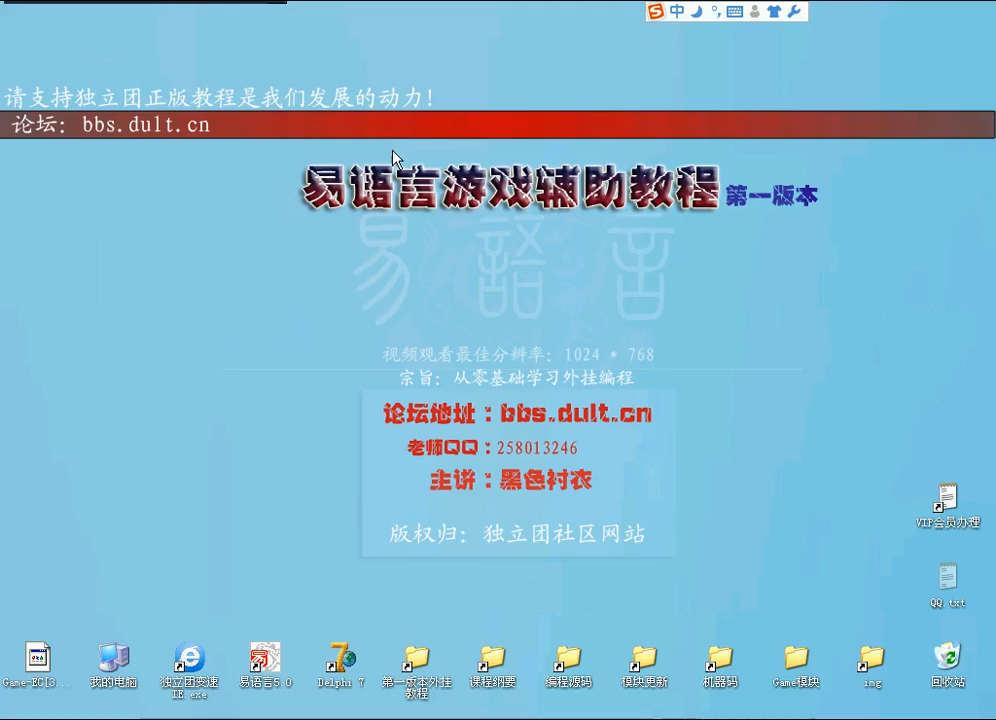 中
请支持独立团正版教程是我们发展的动力!
论坛: bbs.dult.cn
易语言游戏辅助教程 第一版本
易語言
视频观看最佳分辨率: 1024 * 768
宗旨: 从零基础学习外挂编程
论坛地址:bbs.dult.cn
老师QQ:258013246
主讲:黑色衬衣
版权归: 独立团社区网站
VIP会员办理
QQ.txt
Game-EC[3...
我的电脑
独立团变速
IE.exe
易语言5.0
Delphi 7
第一版本外挂
教程
课程纲要
编程源码
模块更新
机器码
Game模块
img
回收站